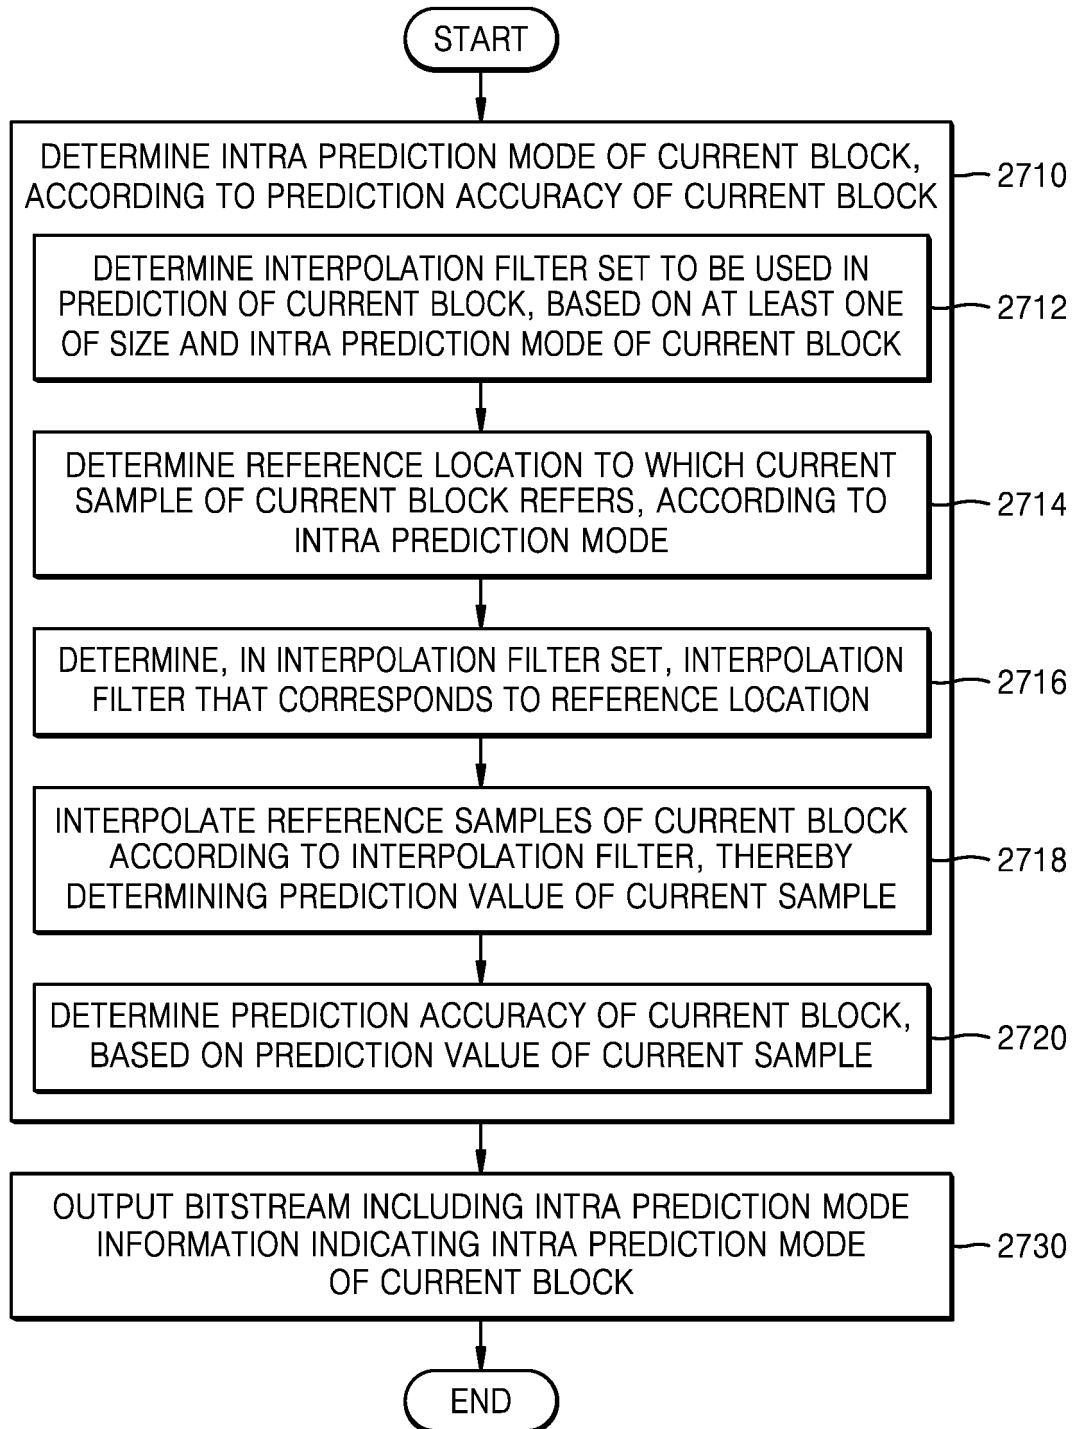 START
DETERMINE INTRA PREDICTION MODE OF CURRENT BLOCK,
ACCORDING TO PREDICTION ACCURACY OF CURRENT BLOCK
2710
DETERMINE INTERPOLATION FILTER SET TO BE USED IN
PREDICTION OF CURRENT BLOCK, BASED ON AT LEAST ONE
OF SIZE AND INTRA PREDICTION MODE OF CURRENT BLOCK
2712
DETERMINE REFERENCE LOCATION TO WHICH CURRENT
SAMPLE OF CURRENT BLOCK REFERS, ACCORDING TO
INTRA PREDICTION MODE
2714
DETERMINE, IN INTERPOLATION FILTER SET, INTERPOLATION
FILTER THAT CORRESPONDS TO REFERENCE LOCATION
2716
INTERPOLATE REFERENCE SAMPLES OF CURRENT BLOCK
ACCORDING TO INTERPOLATION FILTER, THEREBY
DETERMINING PREDICTION VALUE OF CURRENT SAMPLE
2718
DETERMINE PREDICTION ACCURACY OF CURRENT BLOCK,
BASED ON PREDICTION VALUE OF CURRENT SAMPLE
2720
OUTPUT BITSTREAM INCLUDING INTRA PREDICTION MODE
INFORMATION INDICATING INTRA PREDICTION MODE
OF CURRENT BLOCK
2730
END